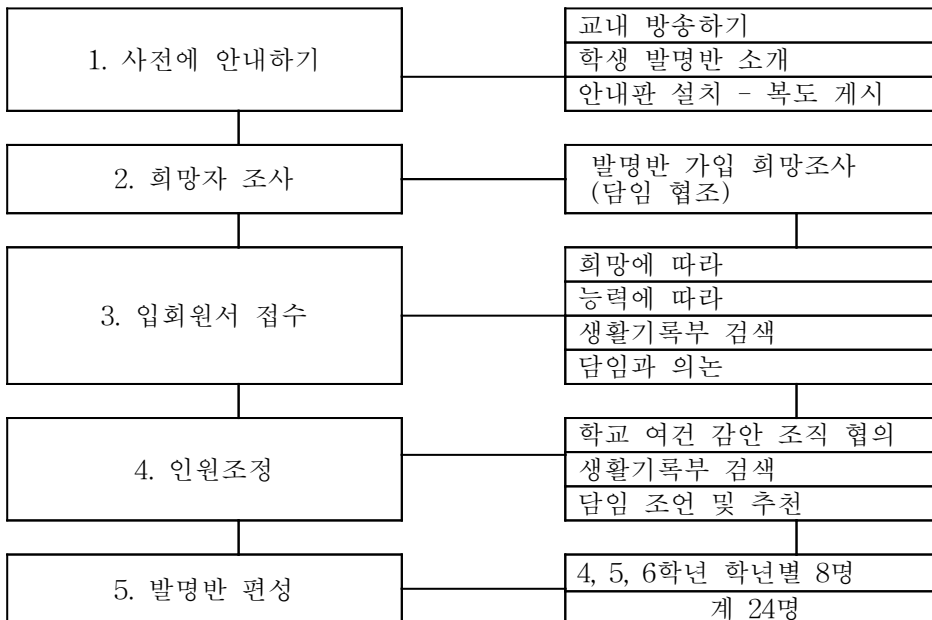 1. 사전에 안내하기
교내 방송하기
학생 발명반 소개
안내판 설치 - 복도 게시
2. 희망자 조사
발명반 가입 희망조사
(담임 협조)
3. 입회원서 접수
희망에 따라
능력에 따라
생활기록부 검색
담임과 의논
4. 인원조정
학교 여건 감안 조직 협의
생활기록부 검색
담임 조언 및 추천
5. 발명반 편성
4, 5, 6학년 학년별 8명
계 24명